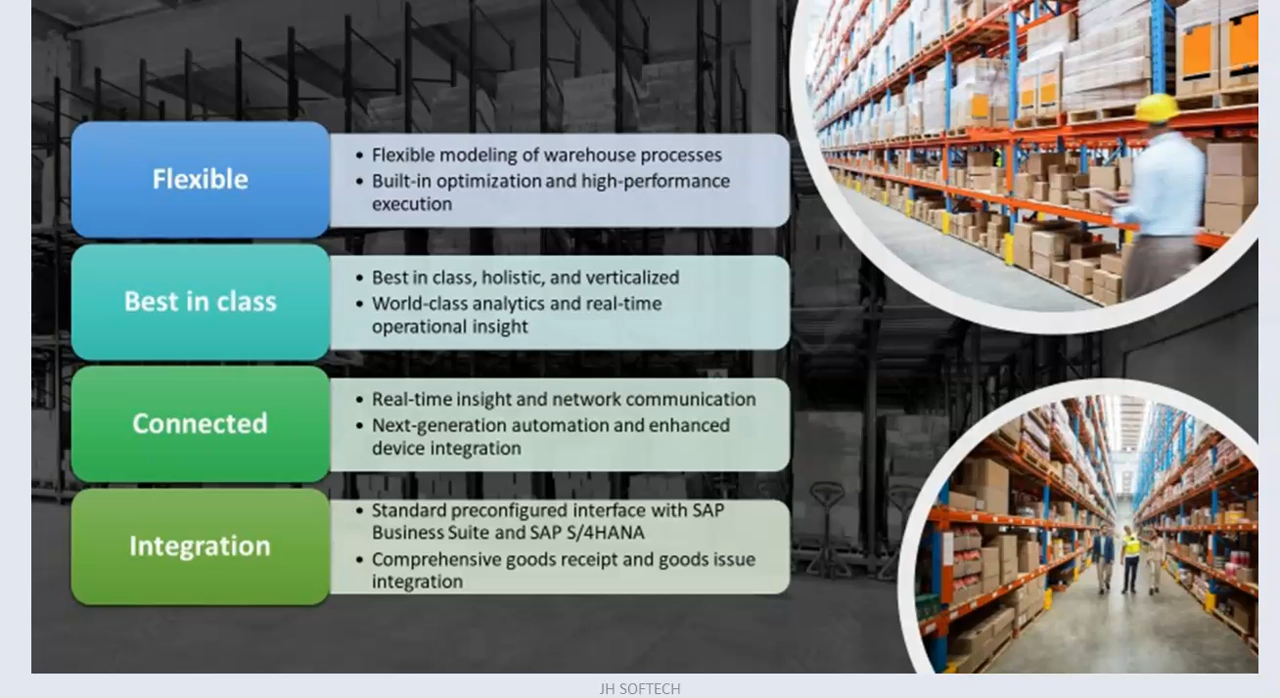 Flexible
• Flexible modeling of warehouse processes
• Built-in optimization and high-performance
execution
Best in class
• Best in class, holistic, and verticalized
• World-class analytics and real-time
operational insight
Connected
• Real-time insight and network communication
• Next-generation automation and enhanced
device integration
Integration
• Standard preconfigured interface with SAP
Business Suite and SAP S/4HANA
• Comprehensive goods receipt and goods issue
integration
JH SOFTECH